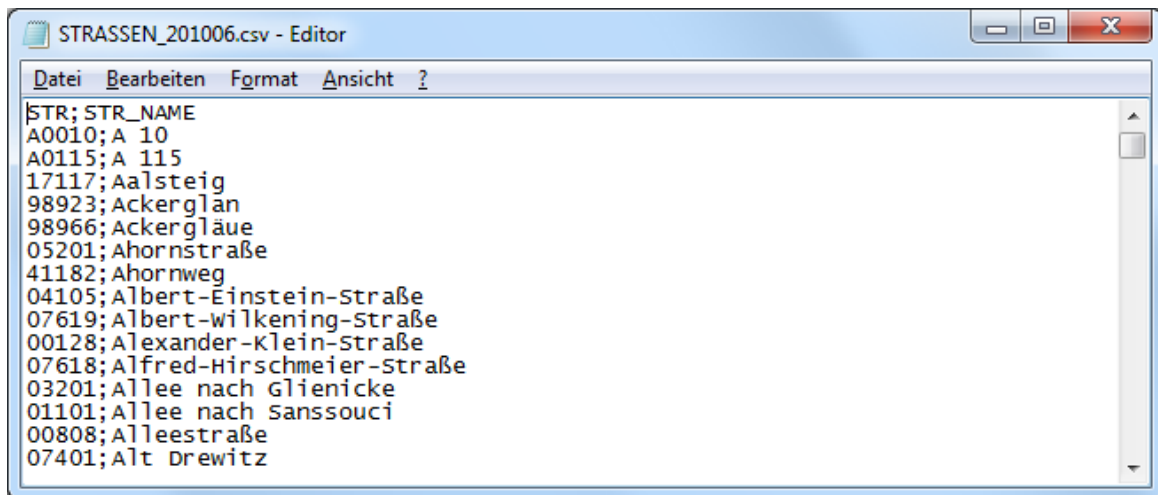 STRASSEN_201006.csv - Editor
Datei Bearbeiten Format Ansicht ?
STR;STR_NAME
A0010;A 10
A0115;A 115
17117;Aalsteig
98923;Ackerglan
98966;Ackergläue
05201;Ahornstraße
41182;Ahornweg
04105;Albert-Einstein-Straße
07619;Albert-Wilkening-Straße
00128;Alexander-Klein-Straße
07618;Alfred-Hirschmeier-Straße
03201;Allee nach Glienicke
01101;Allee nach Sanssouci
00808;Alleestraße
07401;Alt Drewitz